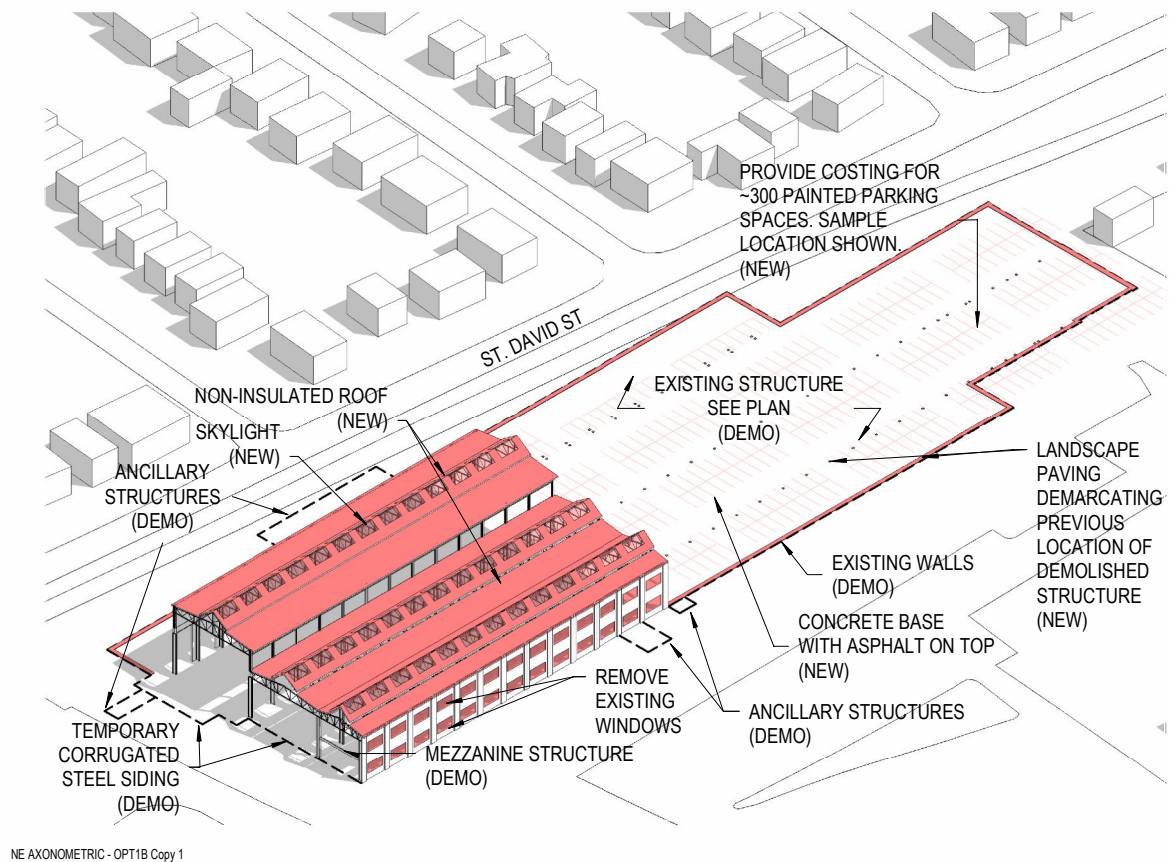 PROVIDE COSTING FOR
~300 PAINTED PARKING
SPACES. SAMPLE
LOCATION SHOWN.
(NEW)
ST. DAVID ST
NON-INSULATED ROOF
(NEW)
SKYLIGHT
(NEW)
EXISTING STRUCTURE
SEE PLAN
(DEMO)
ANCILLARY
STRUCTURES
(DEMO)
LANDSCAPE
PAVING
DEMARCATING
PREVIOUS
LOCATION OF
DEMOLISHED
STRUCTURE
(NEW)
EXISTING WALLS
(DEMO)
CONCRETE BASE
WITH ASPHALT ON TOP
(NEW)
REMOVE
EXISTING
WINDOWS
ANCILLARY STRUCTURES
(DEMO)
TEMPORARY
CORRUGATED
STEEL SIDING
(DEMO)
MEZZANINE STRUCTURE
(DEMO)
NE AXONOMETRIC - OPT1B Copy 1